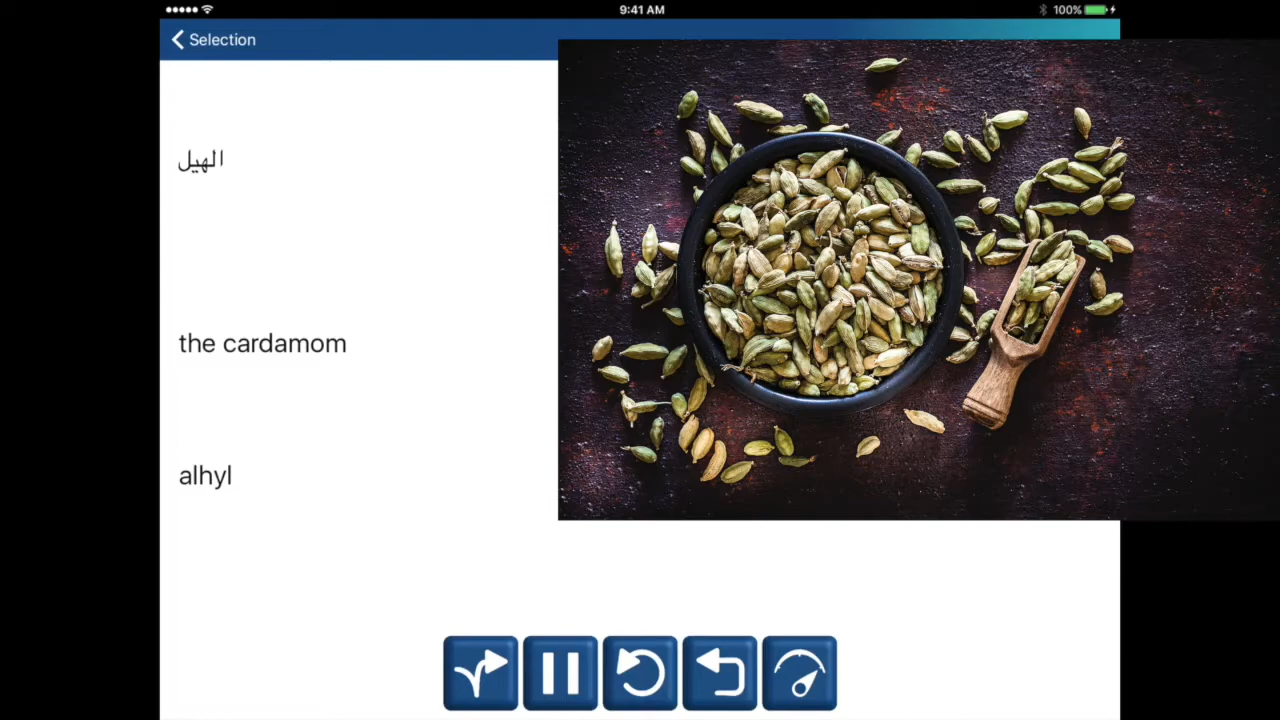 9:41 AM
100%
Selection
الهيل
the cardamom
alhyl